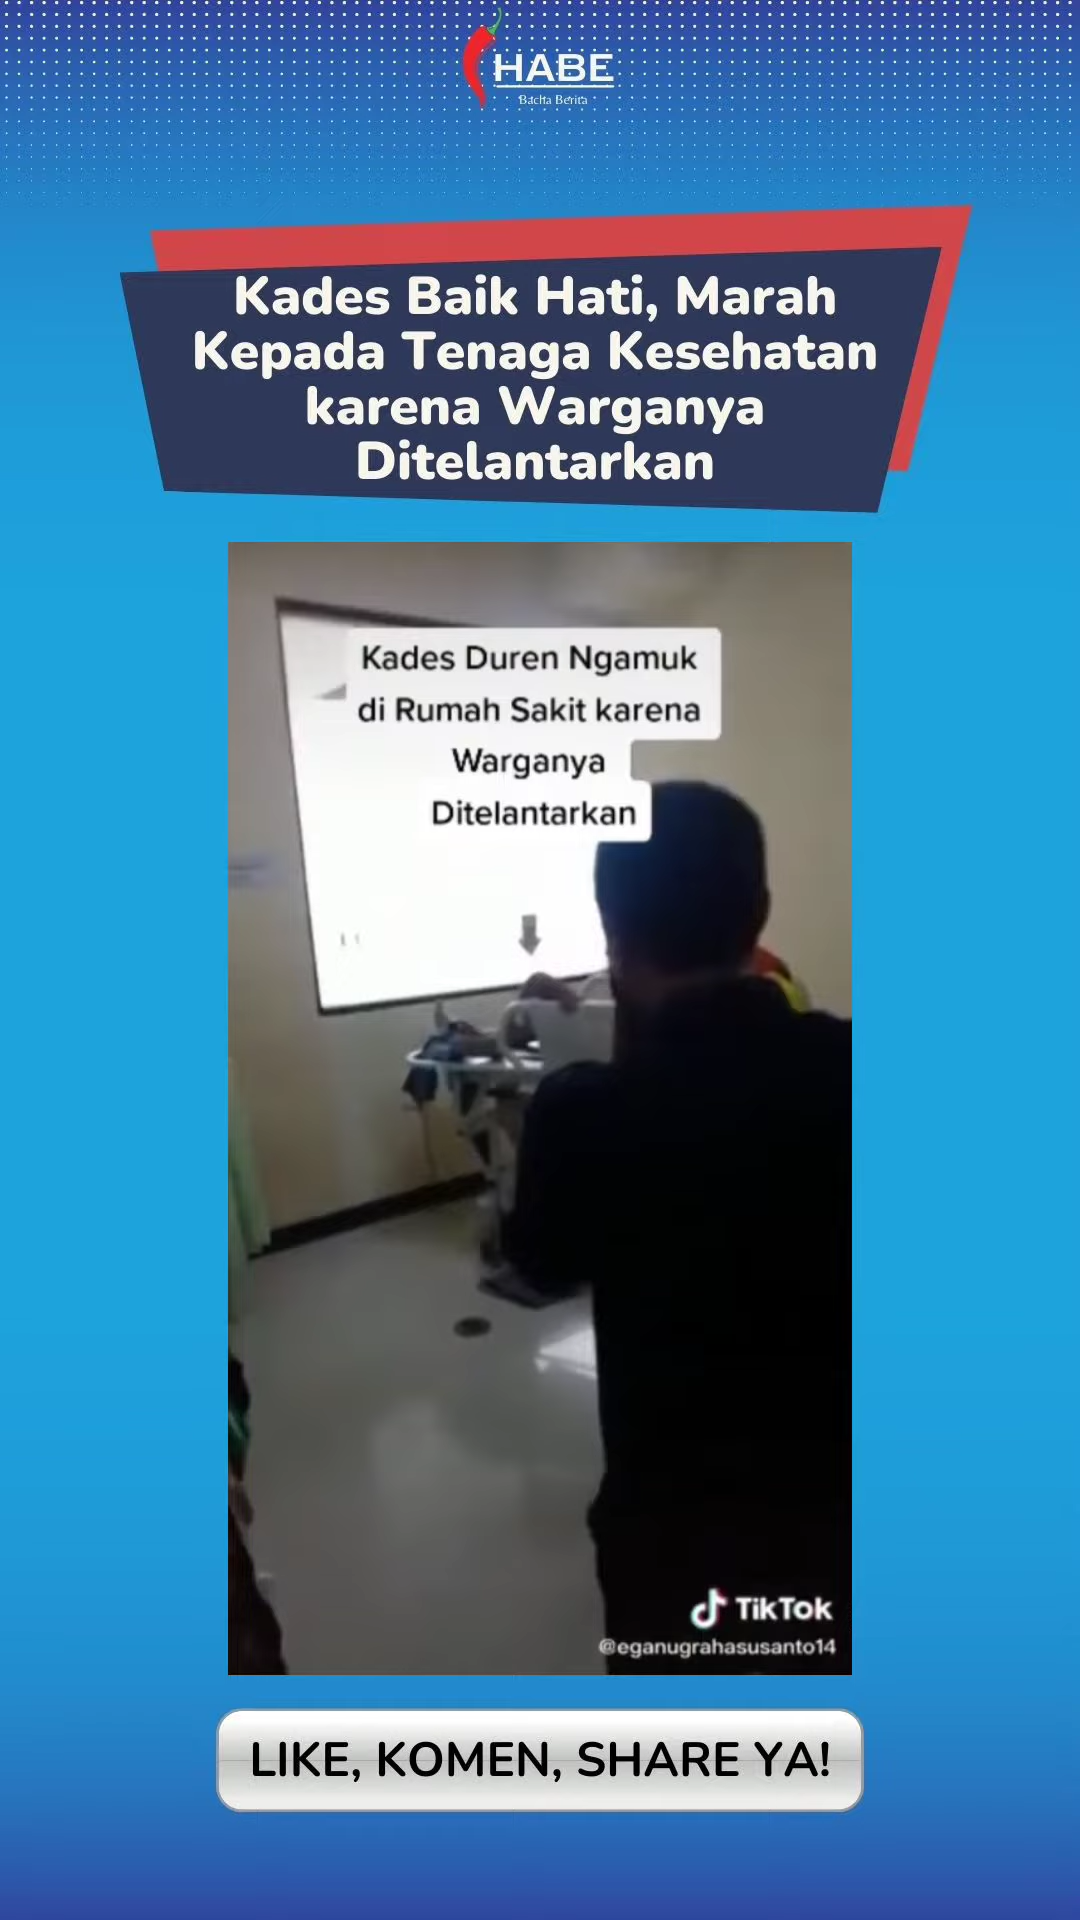 HABE
Bacita Berita
Kades Baik Hati, Marah
Kepada Tenaga Kesehatan
karena Warganya
Ditelantarkan
Kades Duren Ngamuk
di Rumah Sakit karena
Warganya
Ditelantarkan
TikTok
@eganugrahasusanto14
LIKE, KOMEN, SHARE YA!